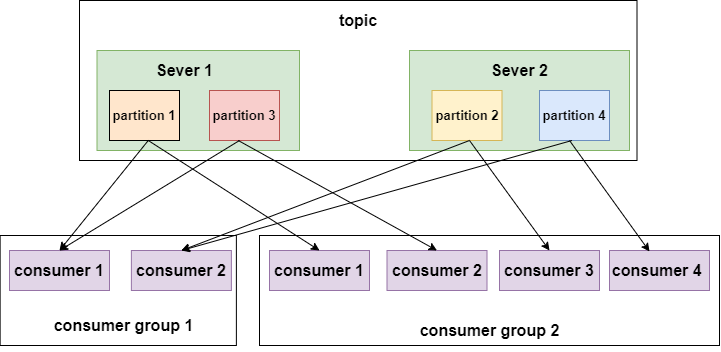 topic
Sever 1
Sever 2
partition 1
partition 3
partition 2
partition 4
consumer 1
consumer 2
consumer 1
consumer 2
consumer 3
consumer 4
consumer group 1
consumer group 2